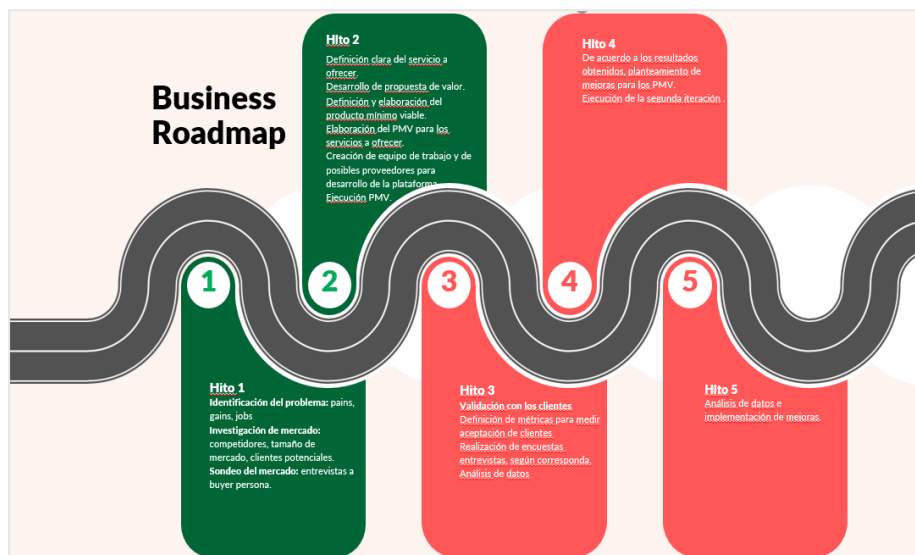 Business
Roadmap
1
Hito 1
Identificación del problema: pains,
gains, jobs
Investigación de mercado:
competidores, tamaño de
mercado, clientes potenciales.
Sondeo del mercado: entrevistas a
buyer persona.
2
Hito 2
Definición clara del servicio a
ofrecer.
Desarrollo de propuesta de valor.
Definición y elaboración del
producto mínimo viable.
Elaboración del PMV para los
servicios a ofrecer.
Creación de equipo de trabajo y de
posibles proveedores para
desarrollo de la plataforma
Ejecución PMV.
3
Hito 3
Validación con los clientes
Definición de métricas para medir
aceptación de clientes
Realización de encuestas
entrevistas, según corresponda.
Análisis de datos
4
Hito 4
De acuerdo a los resultados
obtenidos, planteamiento de
mejoras para los PMV.
Ejecución de la segunda iteración .
5
Hito 5
Análisis de datos e
implementación de mejoras.